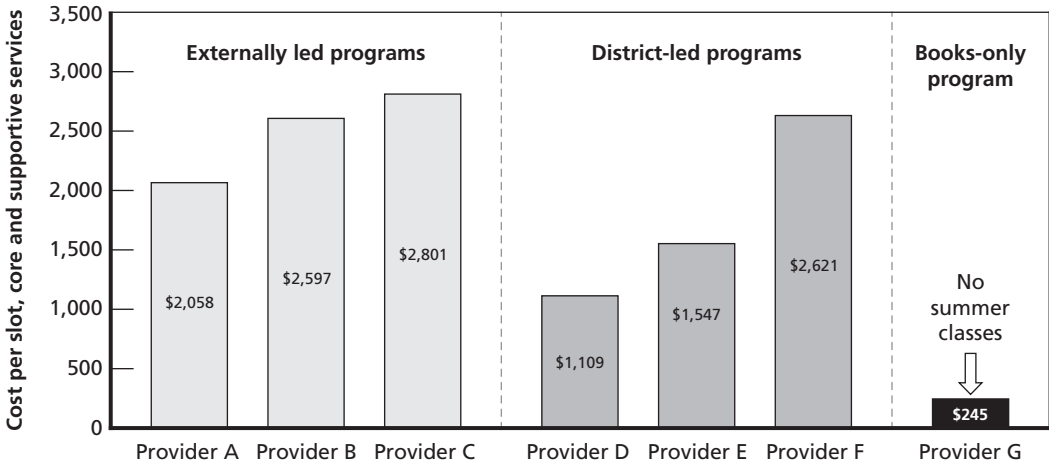 Cost per slot, core and supportive services
3,500
3,000
2,500
2,000
1,500
1,000
500
0
Externally led programs
District-led programs
Books-only
program
$2,058
$2,597
$2,801
$1,109
$1,547
$2,621
No
summer
classes
$245
Provider A Provider B Provider C Provider D Provider E Provider F Provider G